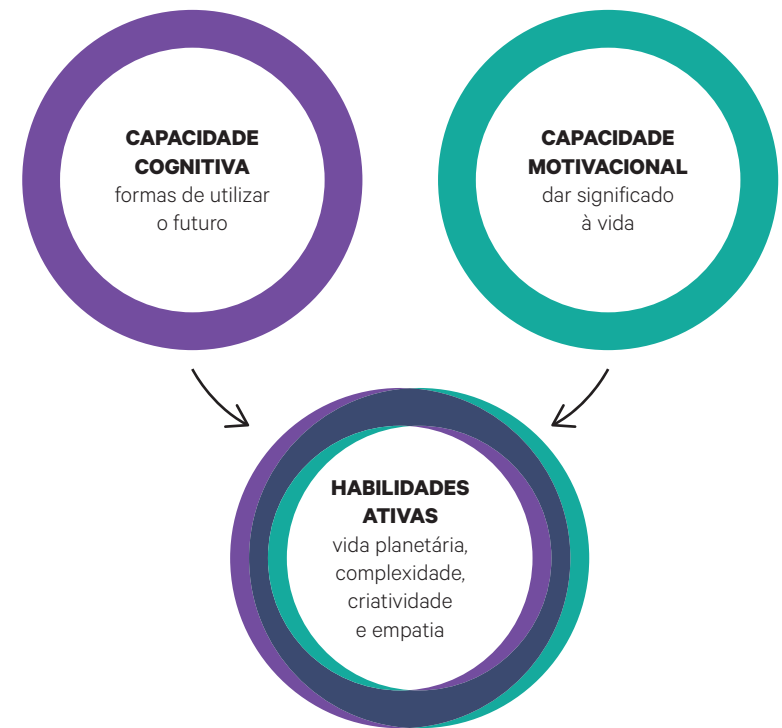 CAPACIDADE
COGNITIVA
formas de utilizar
o futuro
CAPACIDADE
MOTIVACIONAL
dar significado
à vida
HABILIDADES
ATIVAS
vida planetária,
complexidade,
criatividade
e empatia